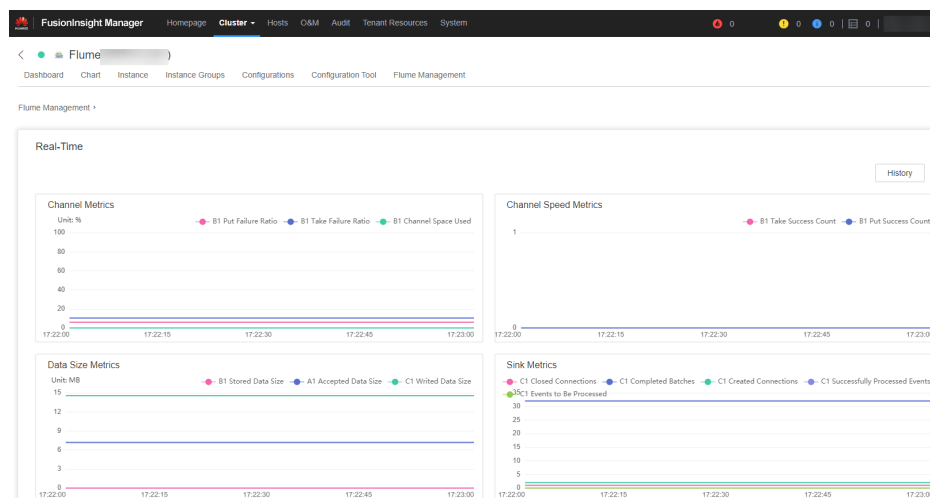 HUAWEI FusionInsight Manager Homepage Cluster Hosts O&M Audit Tenant Resources System 0 0 0 0
Flume )
Dashboard Chart Instance Instance Groups Configurations Configuration Tool Flume Management
Flume Management
Real-Time
History
Channel Metrics
Unit: %
B1 Put Failure Ratio B1 Take Failure Ratio B1 Channel Space Used
100
80
60
40
20
0
17:22:00 17:22:15 17:22:30 17:22:45 17:23:00
Channel Speed Metrics
B1 Take Success Count B1 Put Success Count
1
0
17:22:00 17:22:15 17:22:30 17:22:45 17:23:00
Data Size Metrics
Unit: MB
B1 Stored Data Size A1 Accepted Data Size C1 Writed Data Size
15
12
9
6
3
0
17:22:00 17:22:15 17:22:30 17:22:45 17:23:00
Sink Metrics
C1 Closed Connections C1 Completed Batches C1 Created Connections C1 Successfully Processed Events
C1 Events to Be Processed
35
30
25
20
15
10
5
0
17:22:00 17:22:15 17:22:30 17:22:45 17:23:00